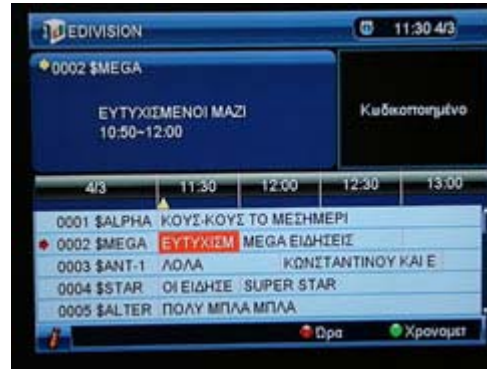 EDIVISION
11:30 4/3
0002 $MEGA
ΕΥΤΥΧΙΣΜΕΝΟΙ ΜΑΖΙ
10:50~12:00
Κωδικοποιημένο
4/3 11:30 12:00 12:30 13:00
0001 $ALPHA ΚΟΥΣ-ΚΟΥΣ ΤΟ ΜΕΣΗΜΕΡΙ
0002 $MEGA ΕΥΤΥΧΙΣΜ MEGA ΕΙΔΗΣΕΙΣ
0003 $ANT-1 ΛΟΛΑ ΚΩΝΣΤΑΝΤΙΝΟΥ ΚΑΙ Ε
0004 $STAR ΟΙ ΕΙΔΗΣΕ SUPER STAR
0005 $ALTER ΠΟΛΥ ΜΠΛΑ ΜΠΛΑ
Ώρα Χρονομετ